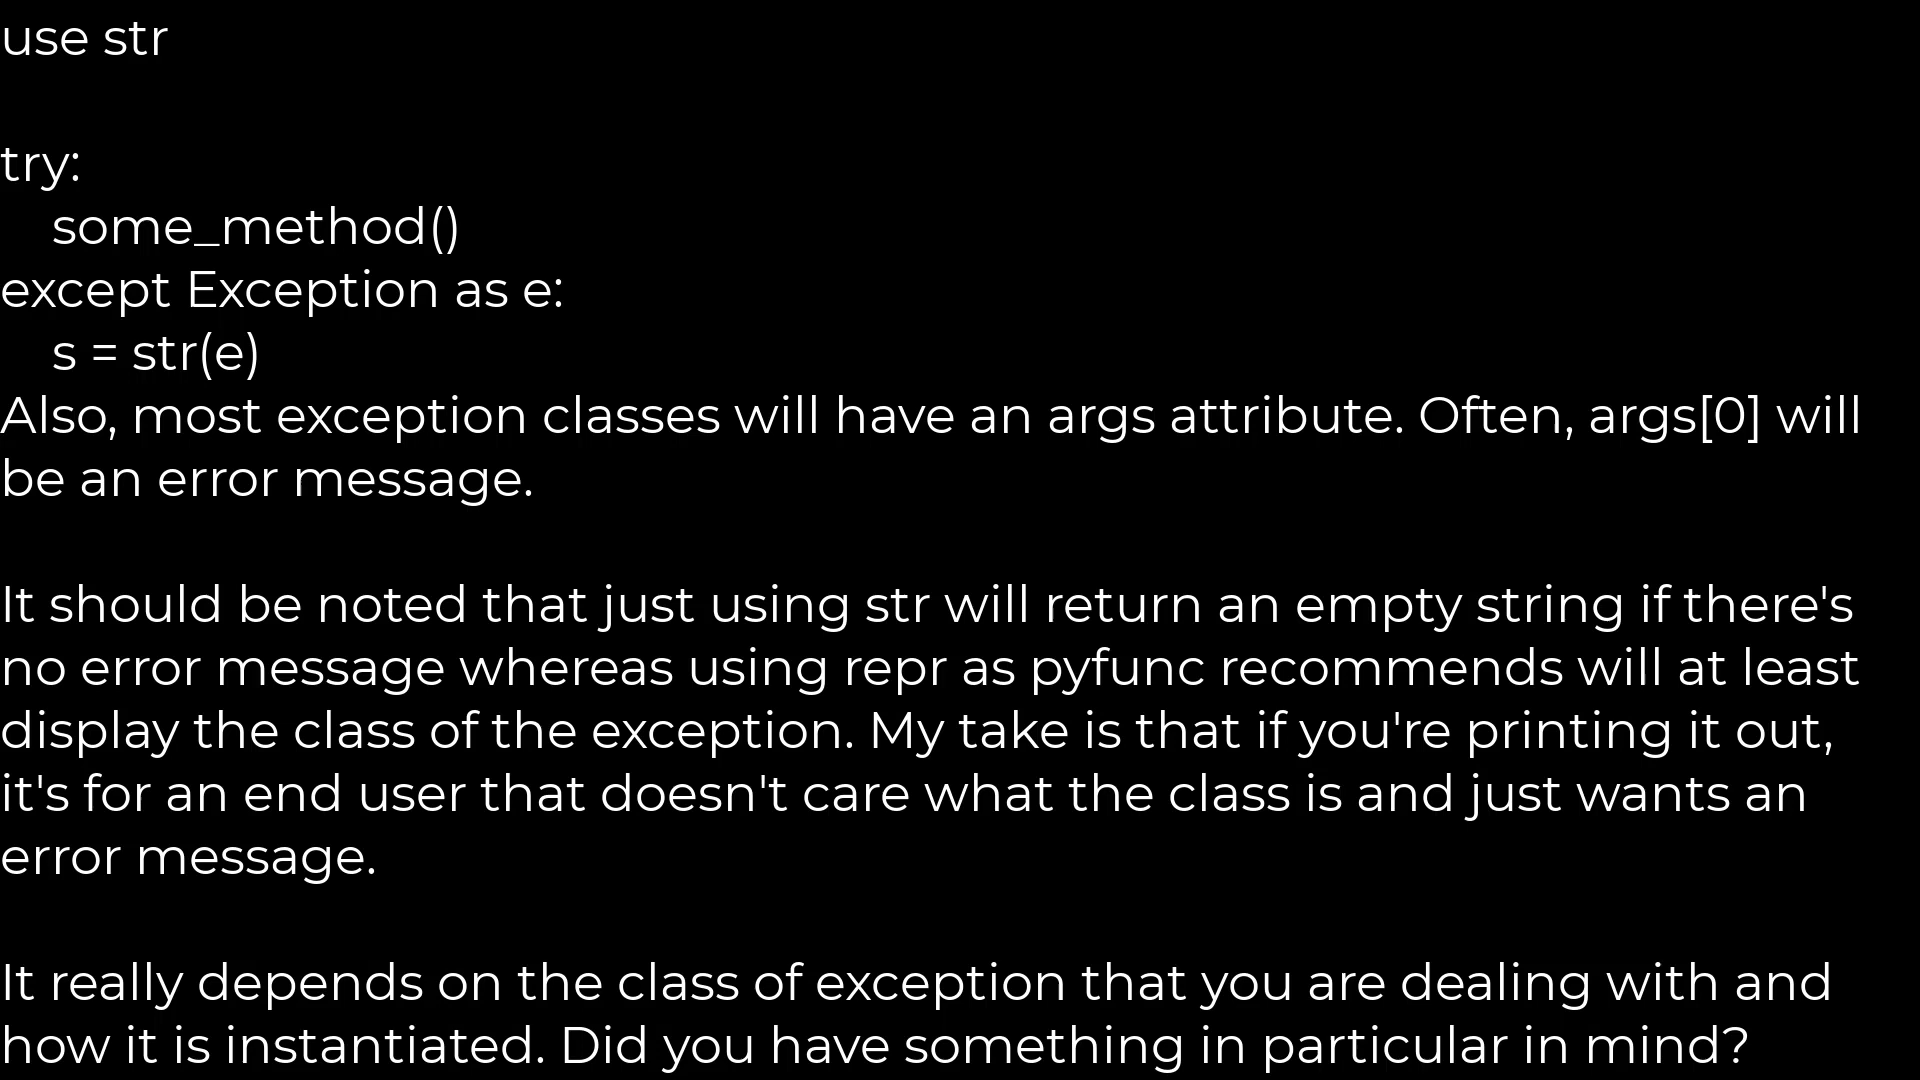 use str
try:
some_method()
except Exception as e:
s = str(e)
Also, most exception classes will have an args attribute. Often, args[0] will
be an error message.
It should be noted that just using str will return an empty string if there's
no error message whereas using repr as pyfunc recommends will at least
display the class of the exception. My take is that if you're printing it out,
it's for an end user that doesn't care what the class is and just wants an
error message.
It really depends on the class of exception that you are dealing with and
how it is instantiated. Did you have something in particular in mind?